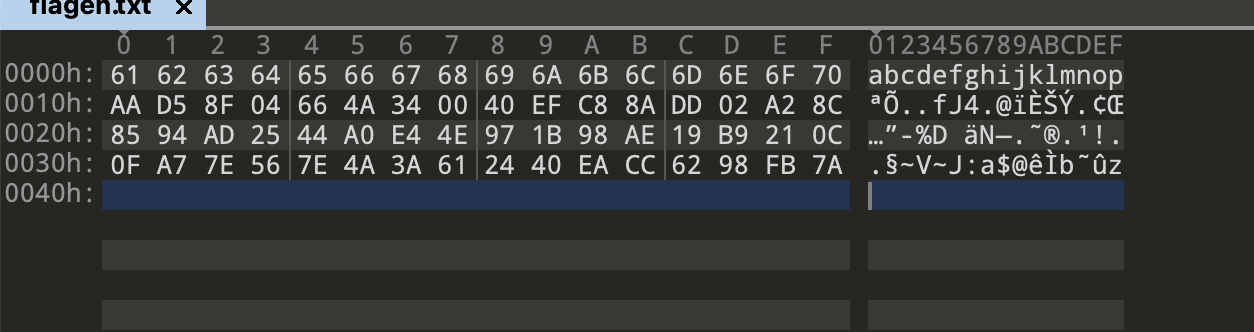 flagen.txt ×
0 1 2 3 4 5 6 7 8 9 A B C D E F 0123456789ABCDEF
0000h: 61 62 63 64 65 66 67 68 69 6A 6B 6C 6D 6E 6F 70 abcdefghijklmnop
0010h: AA D5 8F 04 66 4A 34 00 40 EF C8 8A DD 02 A2 8C ªÕ..fJ4.@ïÈŠÝ.¢Œ
0020h: 85 94 AD 25 44 A0 E4 4E 97 1B 98 AE 19 B9 21 0C …”-%D äN—.˜®.¹!.
0030h: 0F A7 7E 56 7E 4A 3A 61 24 40 EA CC 62 98 FB 7A .§~V~J:a$@êÌb˜ûz
0040h: